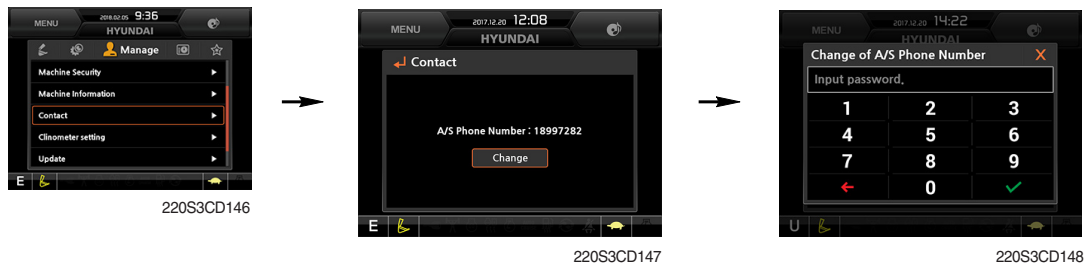 MENU
2018.02.05 9:36
HYUNDAI
Manage
Machine Security
Machine Information
Contact
Clinometer setting
Update
E
220S3CD146
MENU
2017.12.20 12:08
HYUNDAI
Contact
A/S Phone Number : 18997282
Change
E
220S3CD147
MENU
2017.12.20 14:22
HYUNDAI
Change of A/S Phone Number X
Input password.
1 2 3
4 5 6
7 8 9
0
U
220S3CD148